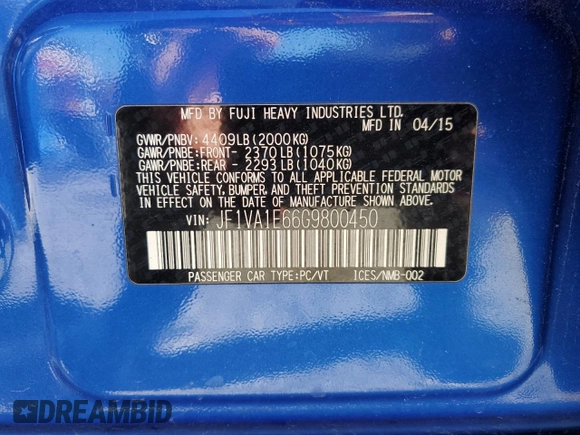 MFD BY FUJI HEAVY INDUSTRIES LTD.
MFD IN 04/15
GVWR/PNBV: 4409LB(2000KG)
GAWR/PNBE:FRONT- 2370LB(1075KG)
GAWR/PNBE:REAR - 2293LB(1040KG)
THIS VEHICLE CONFORMS TO ALL APPLICABLE FEDERAL MOTOR
VEHICLE SAFETY, BUMPER, AND THEFT PREVENTION STANDARDS
IN EFFECT ON THE DATE OF MANUFACTURE SHOWN ABOVE.
VIN: JF1VA1E66G9800450
PASSENGER CAR TYPE:PC/VT ICES/NMB-002
DREAMBID